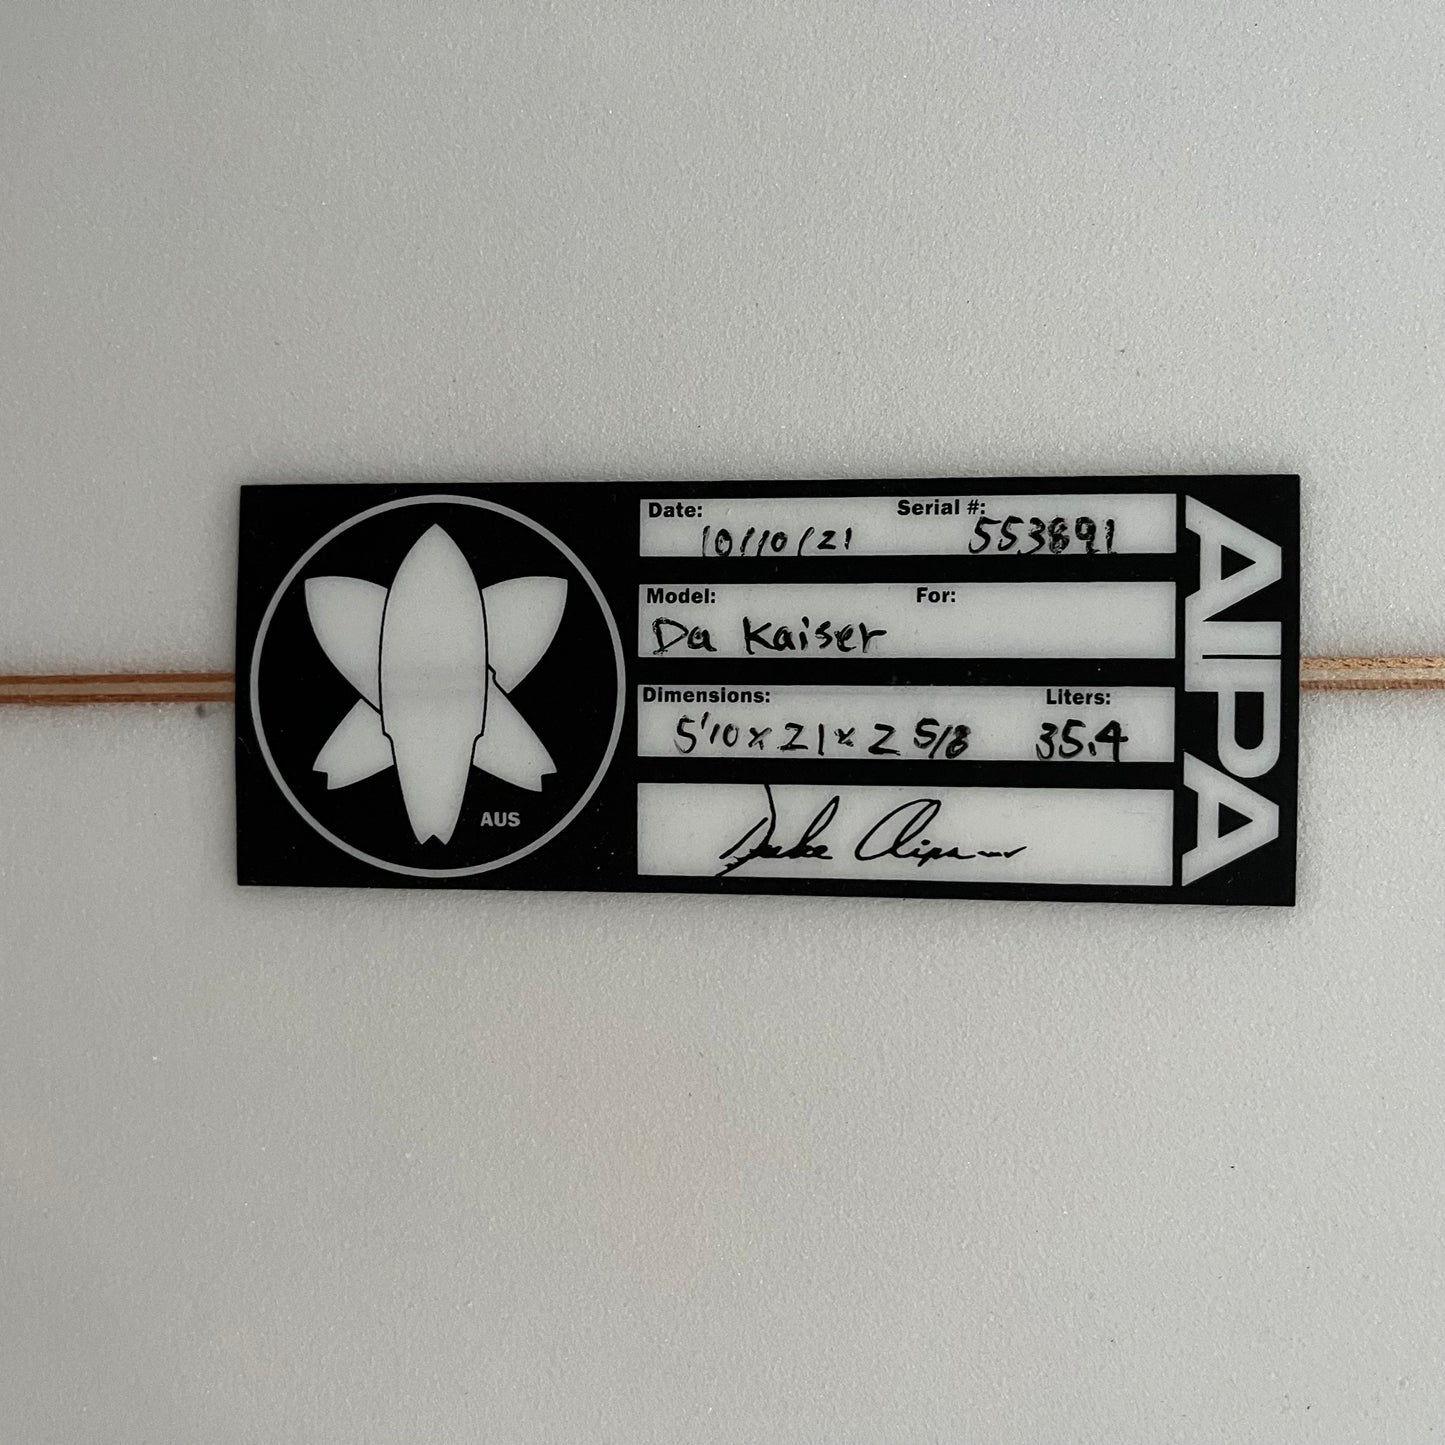 Date: Serial #:
10/10/21 553891
Model: For:
Da Kaiser
Dimensions: Liters:
5'10 x 21 x 2 5/8 35.4
AUS
AIPA